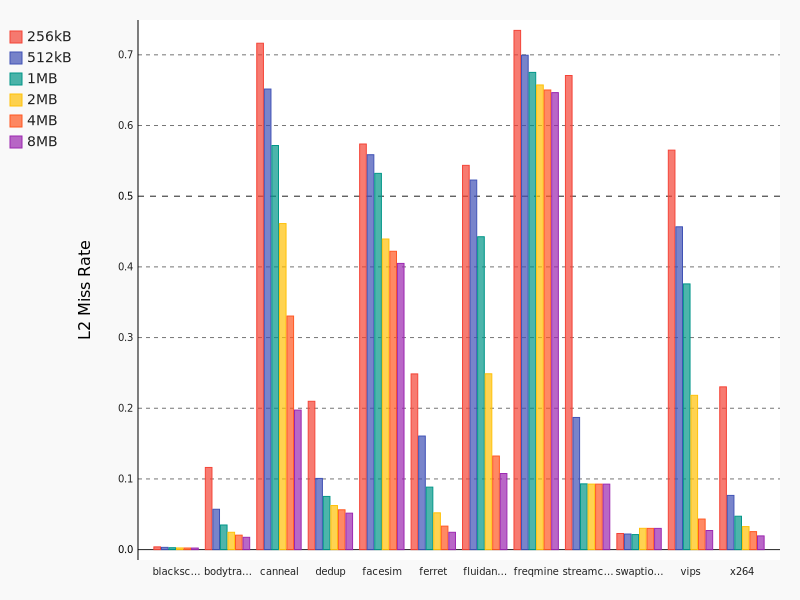 256kB
512kB
1MB
2MB
4MB
8MB
L2 Miss Rate
0.7
0.6
0.5
0.4
0.3
0.2
0.1
0.0
blacksc... bodytra... canneal dedup facesim ferret fluidan... freqmine streamc... swaptio... vips x264